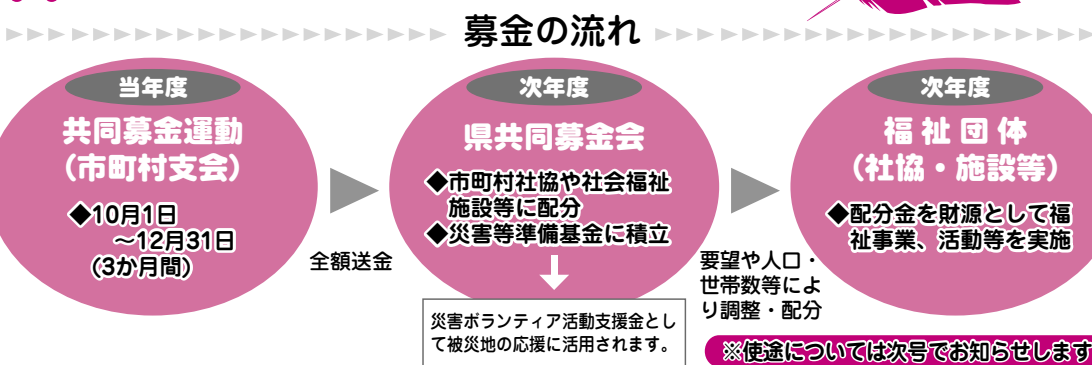 募金の流れ
当年度
共同募金運動
（市町村支会）
◆10月1日
～12月31日
(3か月間)
全額送金
次年度
県共同募金会
◆市町村社協や社会福祉
施設等に配分
◆災害等準備基金に積立
災害ボランティア活動支援金とし
て被災地の応援に活用されます。
要望や人口・
世帯数等によ
り調整・配分
次年度
福祉団体
（社協・施設等）
◆配分金を財源として福
祉事業、活動等を実施
※使途については次号でお知らせします